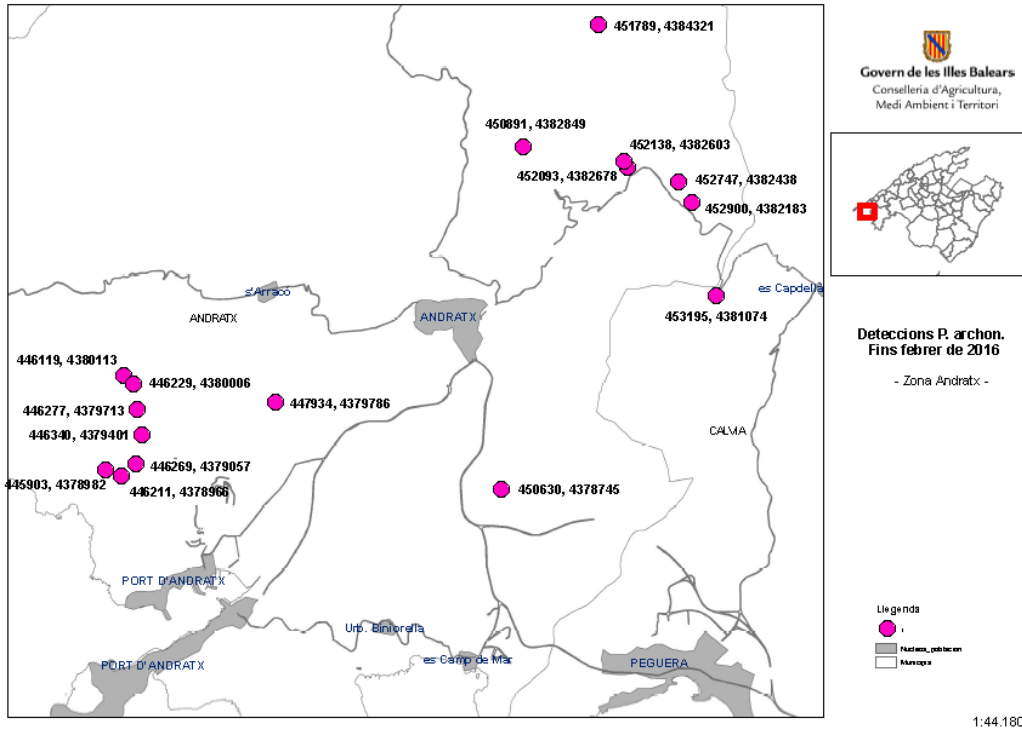 451789, 4384321
Govern de les Illes Balears
Conselleria d'Agricultura,
Medi Ambient i Territori
450891, 4382849
452138, 4382603
452093, 4382678
452747, 4382438
452900, 4382183
s'Arracó
es Capdellà
453195, 4381074
ANDRATX
ANDRATX
Deteccions P. archon.
Fins febrer de 2016
- Zona Andratx -
446119, 4380113
446229, 4380006
447934, 4379786
446277, 4379713
446340, 4379401
CALVIA
446269, 4379057
445903, 4378982
446211, 4378966
450630, 4378745
PORT D'ANDRATX
Urb. Biniorella
PORT D'ANDRATX
es Camp de Mar
PEGUERA
Llegenda
Nucleos_poblacion
Municipis
1:44.180